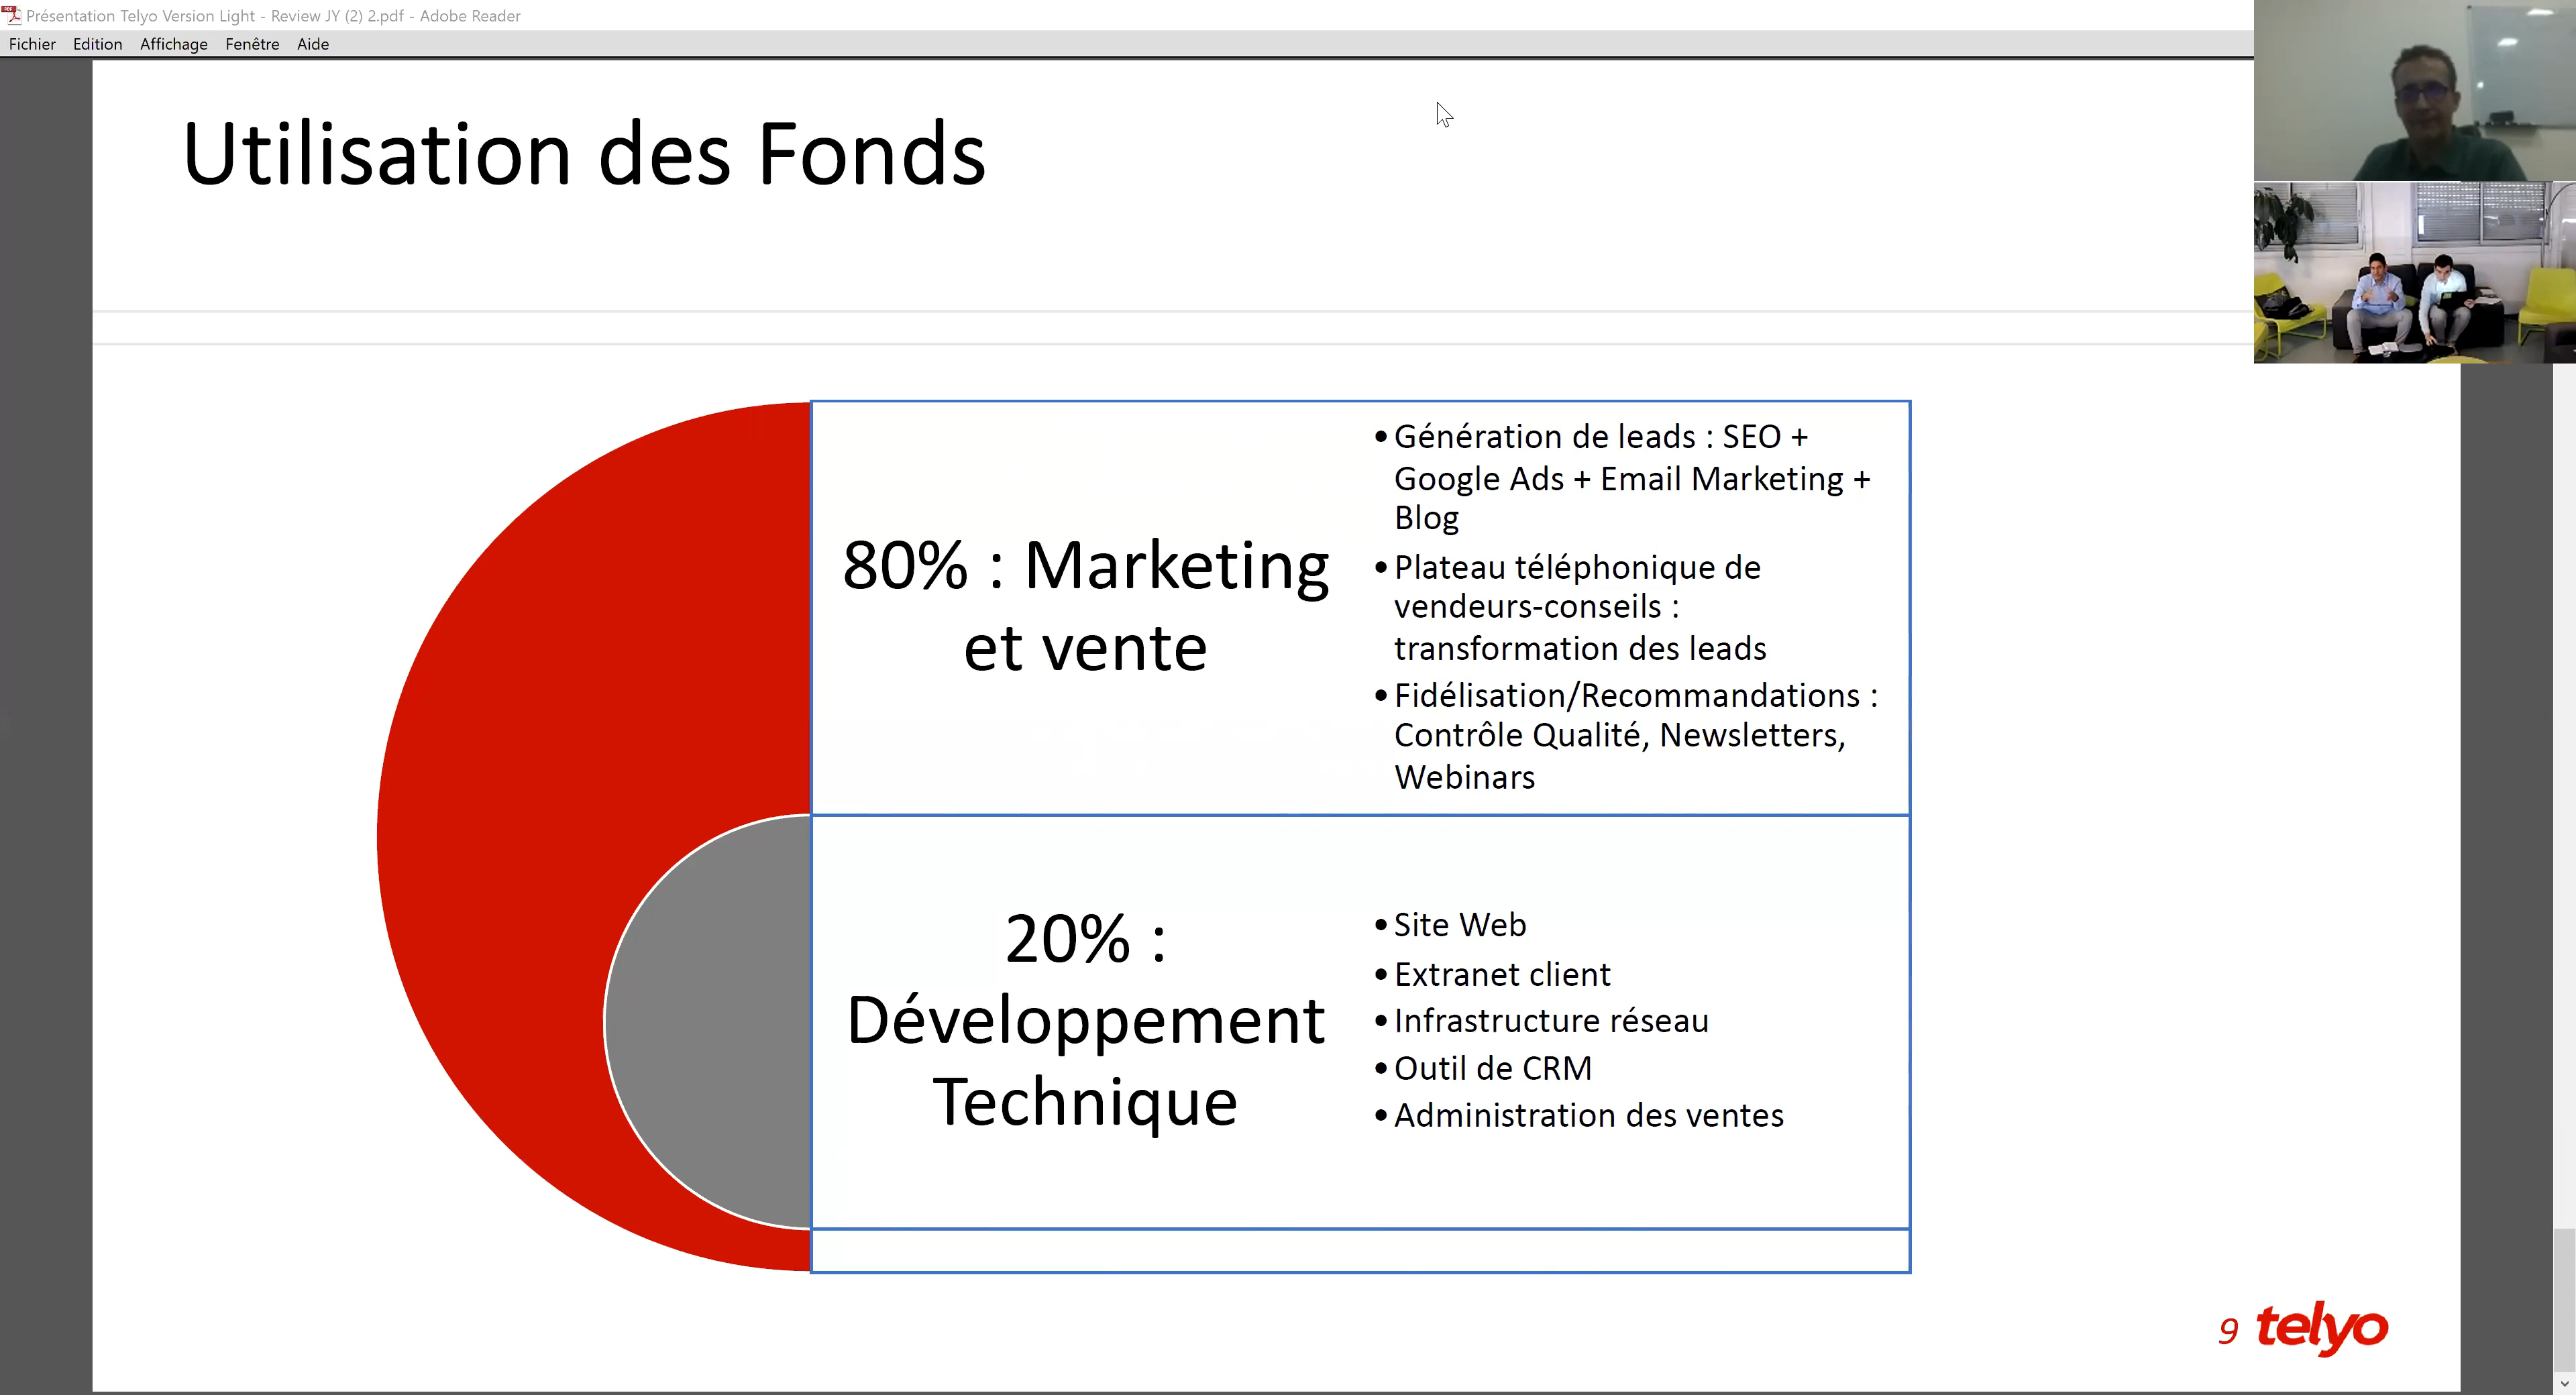 Présentation Telyo Version Light - Review JY (2) 2.pdf - Adobe Reader
Fichier Edition Affichage Fenêtre Aide
Utilisation des Fonds
80% : Marketing
et vente
•Génération de leads : SEO +
Google Ads + Email Marketing +
Blog
•Plateau téléphonique de
vendeurs-conseils :
transformation des leads
•Fidélisation/Recommandations :
Contrôle Qualité, Newsletters,
Webinars
20% :
Développement
Technique
•Site Web
•Extranet client
•Infrastructure réseau
•Outil de CRM
•Administration des ventes
9 telyo